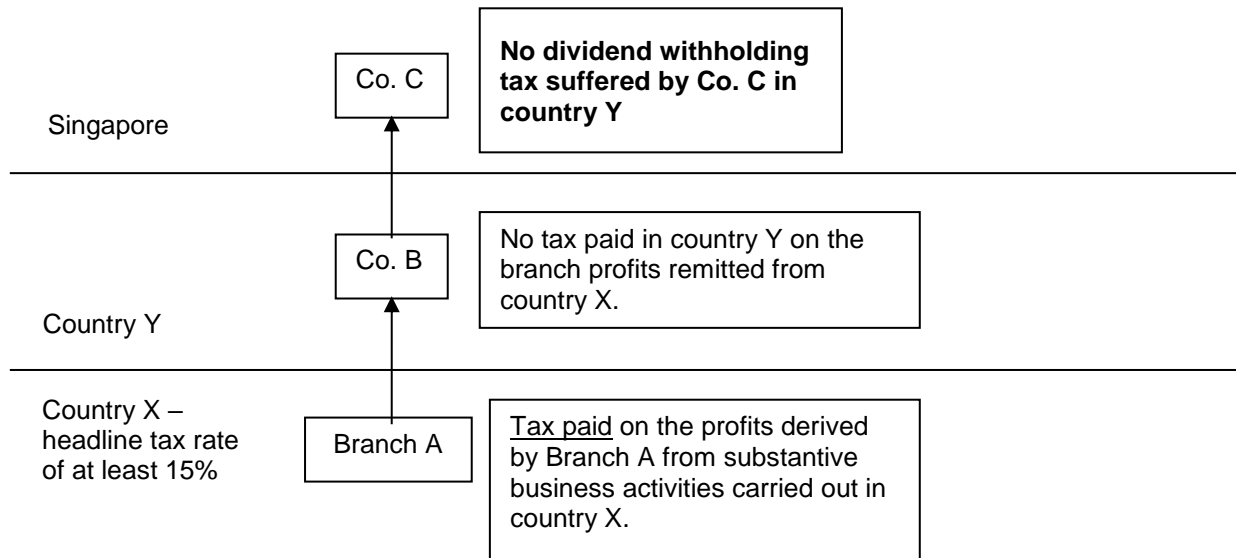 No dividend withholding
tax suffered by Co. C in
country Y
Co. C
Singapore
No tax paid in country Y on the
branch profits remitted from
country X.
Co. B
Country Y
Country X –
headline tax rate
of at least 15%
Branch A
Tax paid on the profits derived
by Branch A from substantive
business activities carried out in
country X.